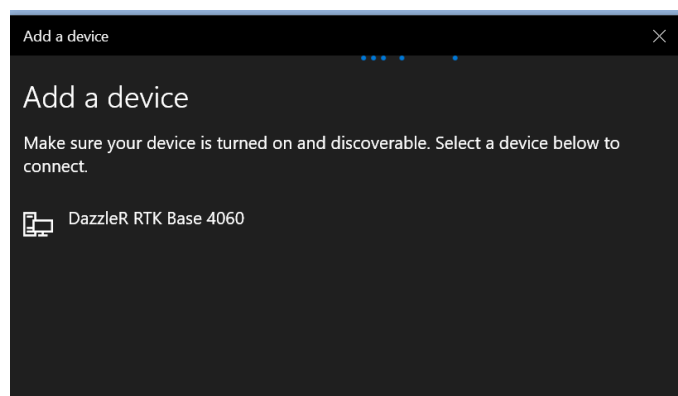 Add a device
Add a device
Make sure your device is turned on and discoverable. Select a device below to
connect.
DazzleR RTK Base 4060